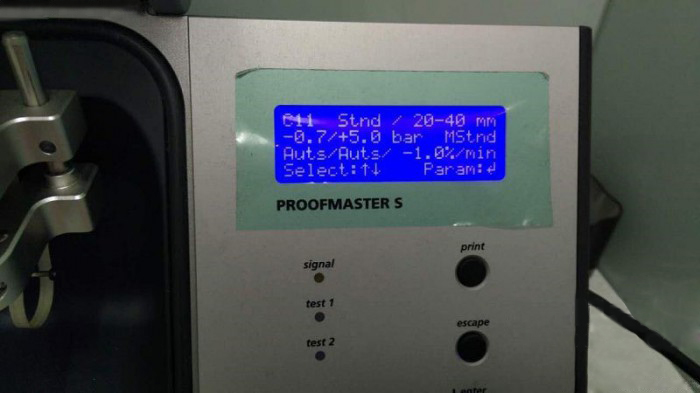 C11 Stnd / 20-40 mm
-0.7/+5.0 bar MStnd
Auts/Auts/ -1.0%/min
Select:↑↓ Param:↲
PROOFMASTER S
print
signal
test 1
escape
test 2
enter